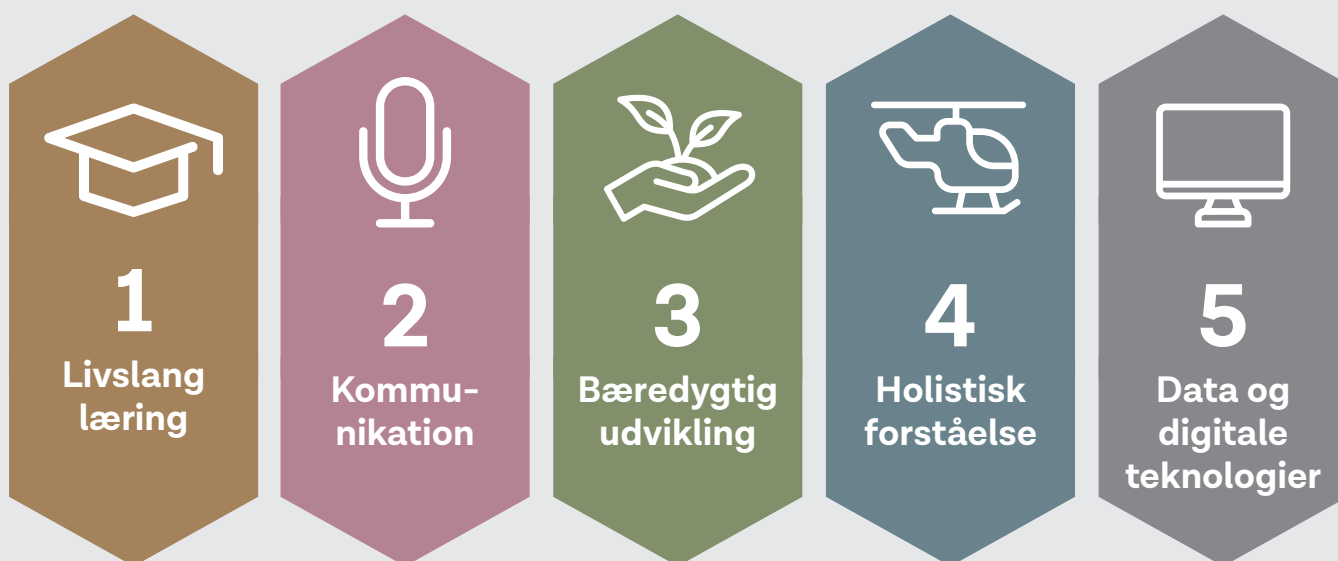 1
Livslang
læring
2
Kommu-
nikation
3
Bæredygtig
udvikling
4
Holistisk
forståelse
5
Data og
digitale
teknologier